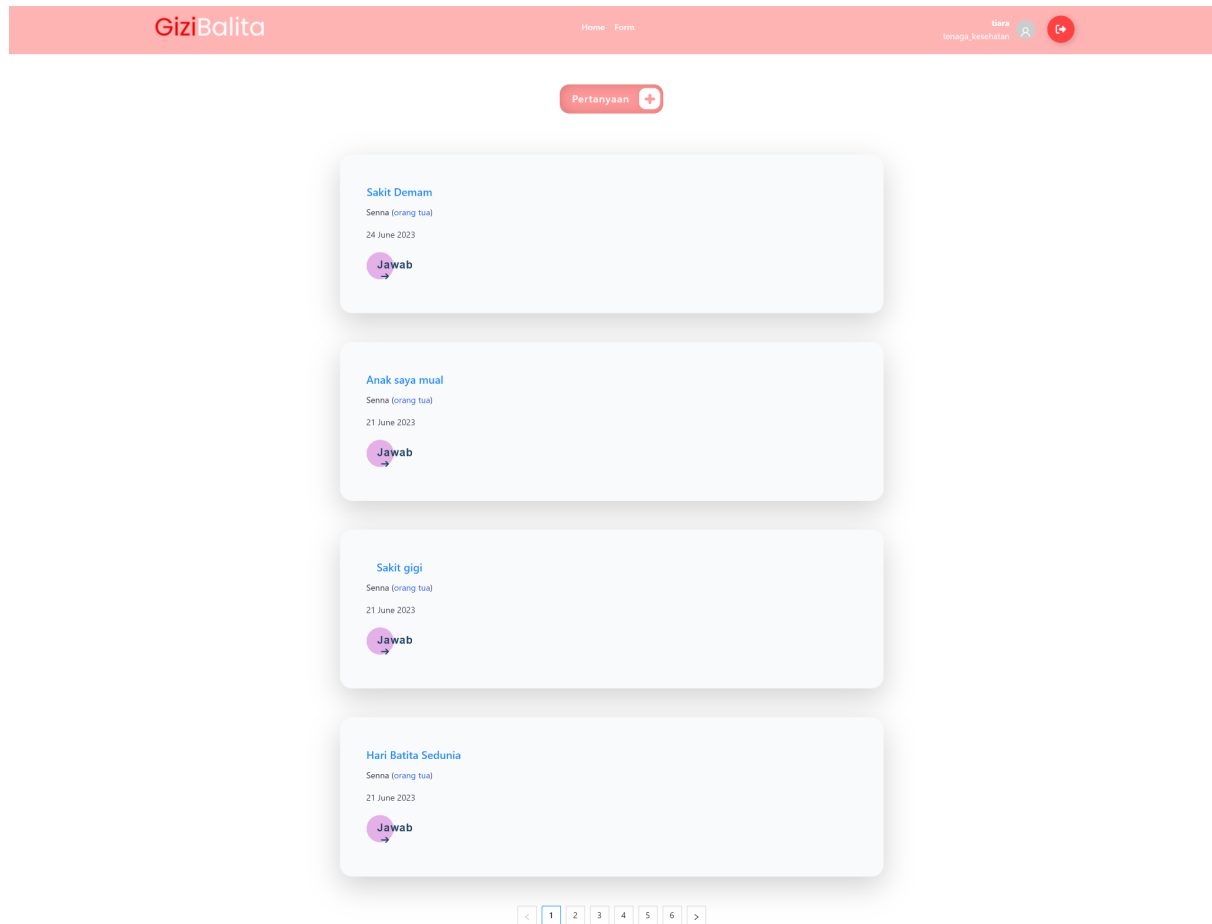 GiziBalita
Home Form
tiara
tenaga_kesehatan
Pertanyaan
Sakit Demam
Senna (orang tua)
24 June 2023
Jawab
Anak saya mual
Senna (orang tua)
21 June 2023
Jawab
Sakit gigi
Senna (orang tua)
21 June 2023
Jawab
Hari Batita Sedunia
Senna (orang tua)
21 June 2023
Jawab
< 1 2 3 4 5 6 >